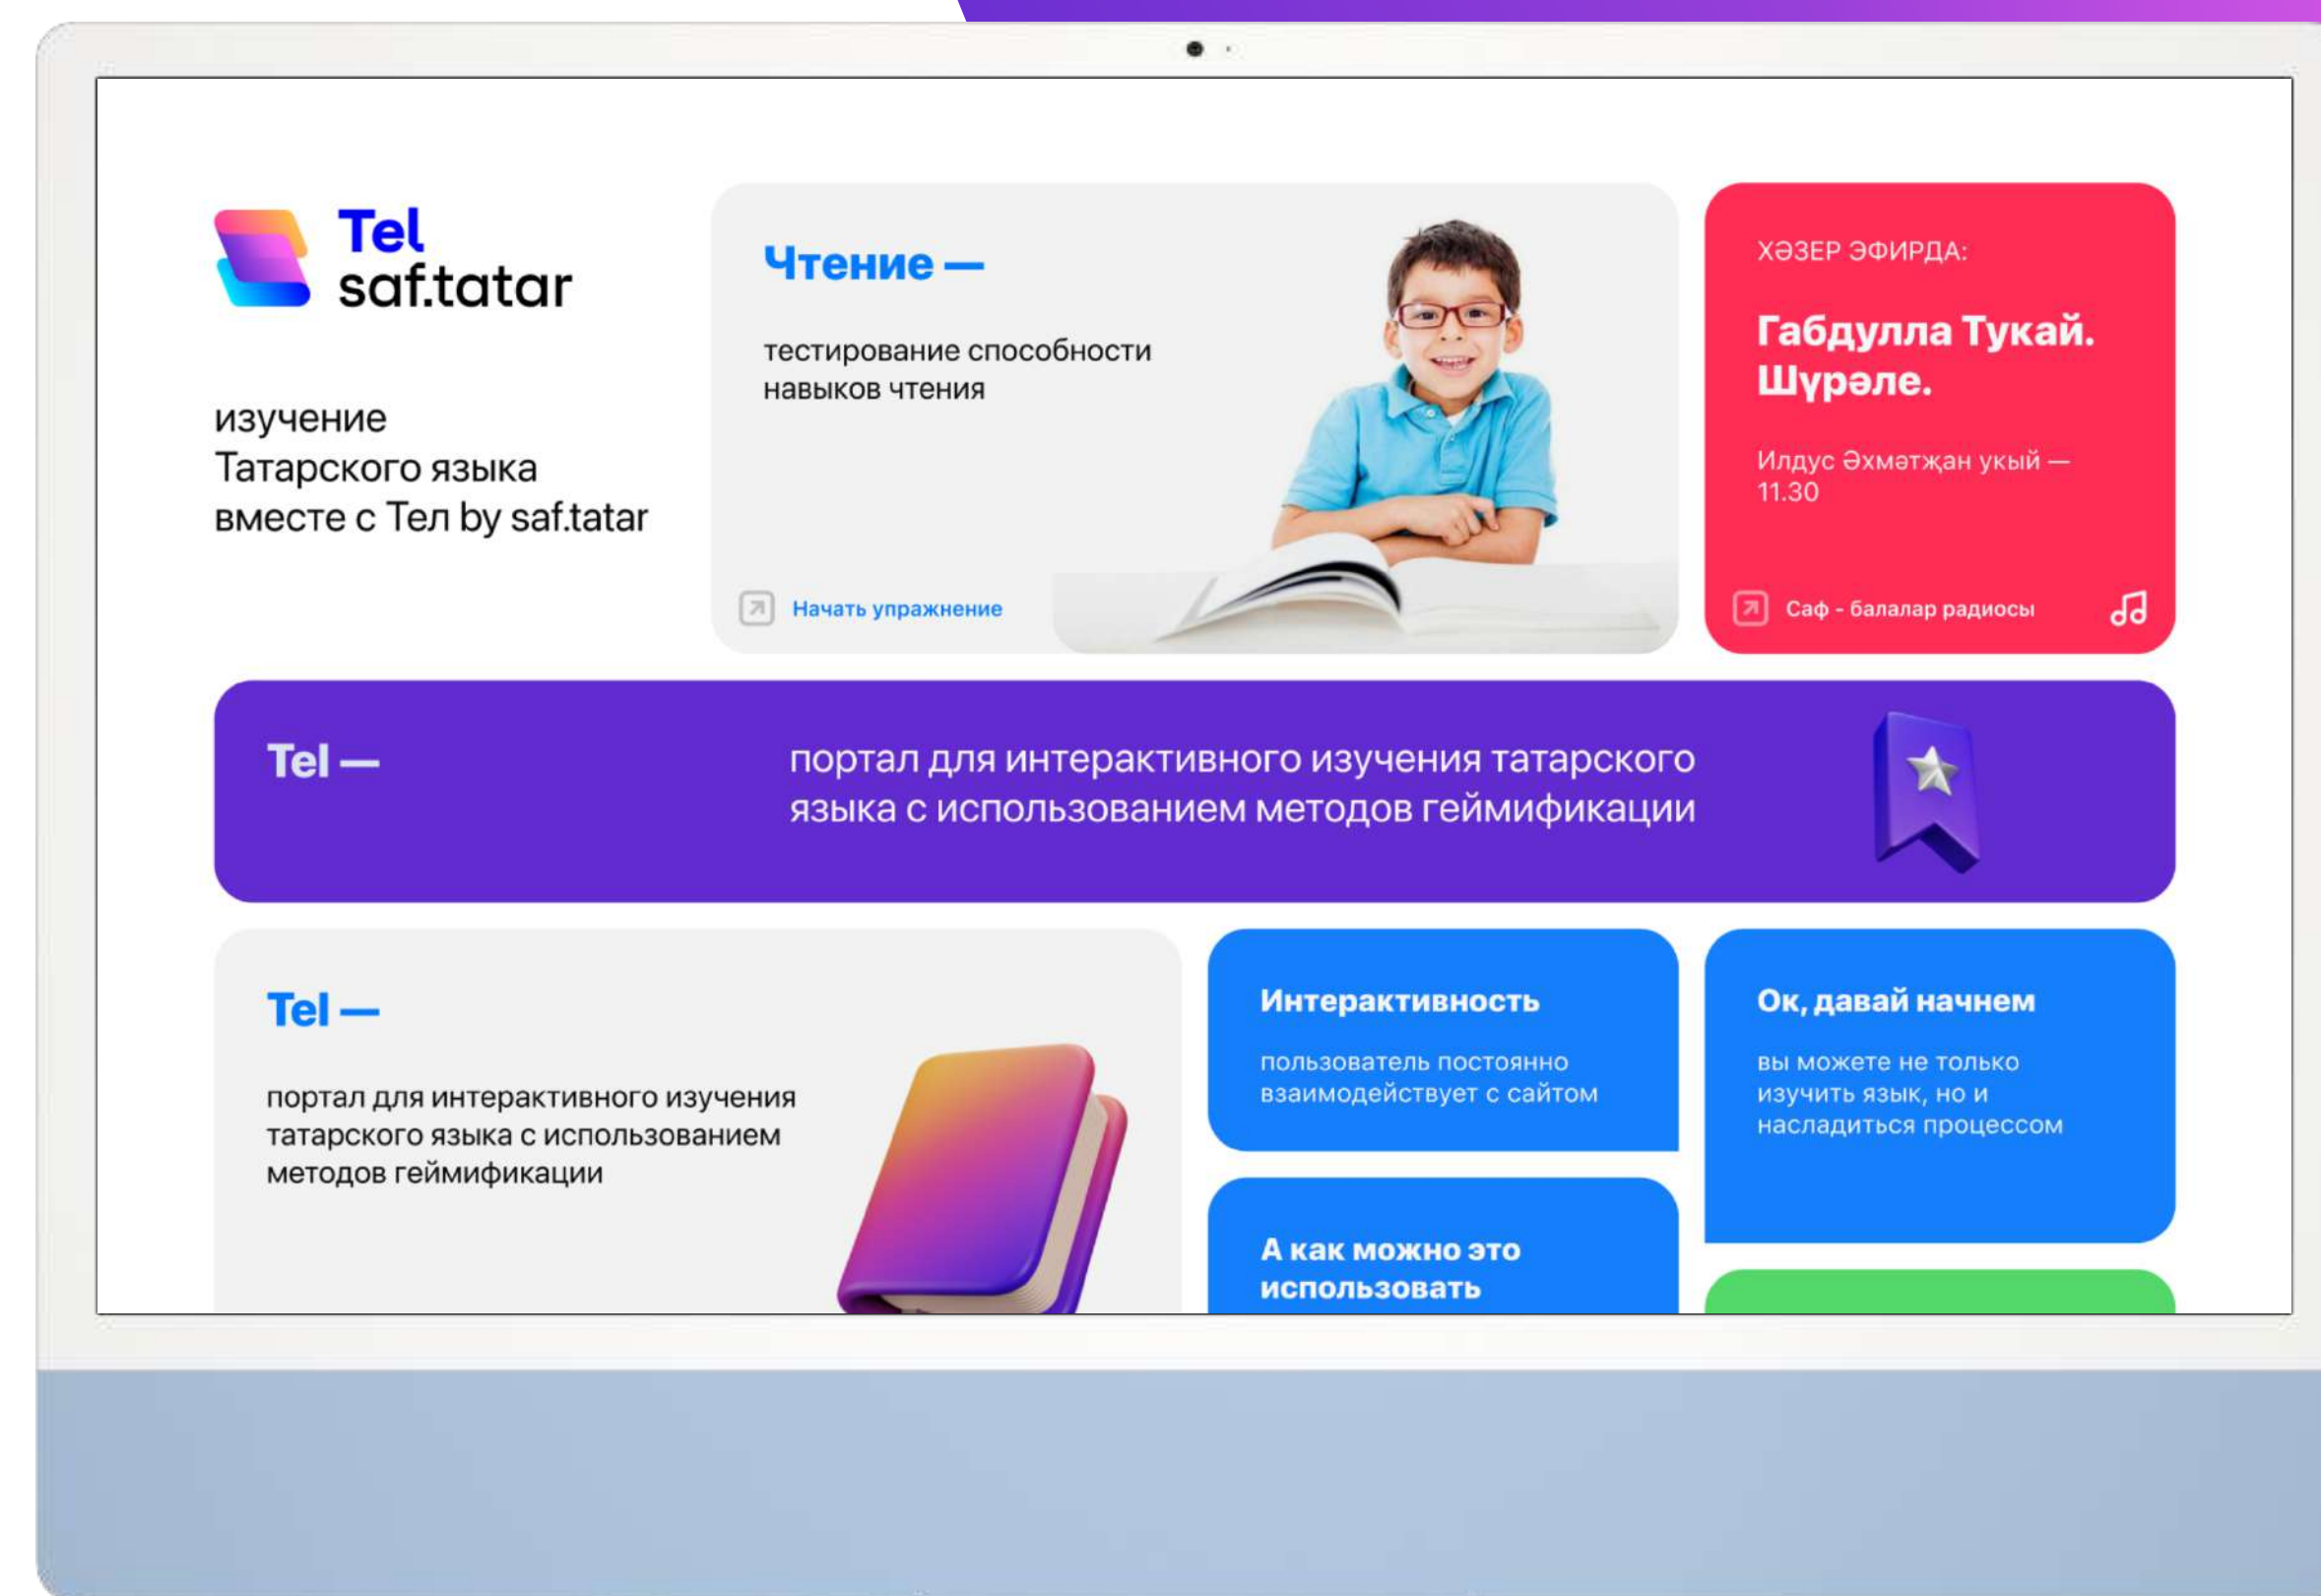 Tel
saf.tatar
изучение
Татарского языка
вместе с Тел by saf.tatar
Чтение —
тестирование способности
навыков чтения
Начать упражнение
ХӘЗЕР ЭФИРДА:
Габдулла Тукай.
Шүрәле.
Илдус Әхмәтҗан укый —
11.30
Саф - балалар радиосы
Tel —
портал для интерактивного изучения татарского
языка с использованием методов геймификации
Tel —
портал для интерактивного изучения
татарского языка с использованием
методов геймификации
Интерактивность
пользователь постоянно
взаимодействует с сайтом
Ок, давай начнем
вы можете не только
изучить язык, но и
насладиться процессом
А как можно это
использовать